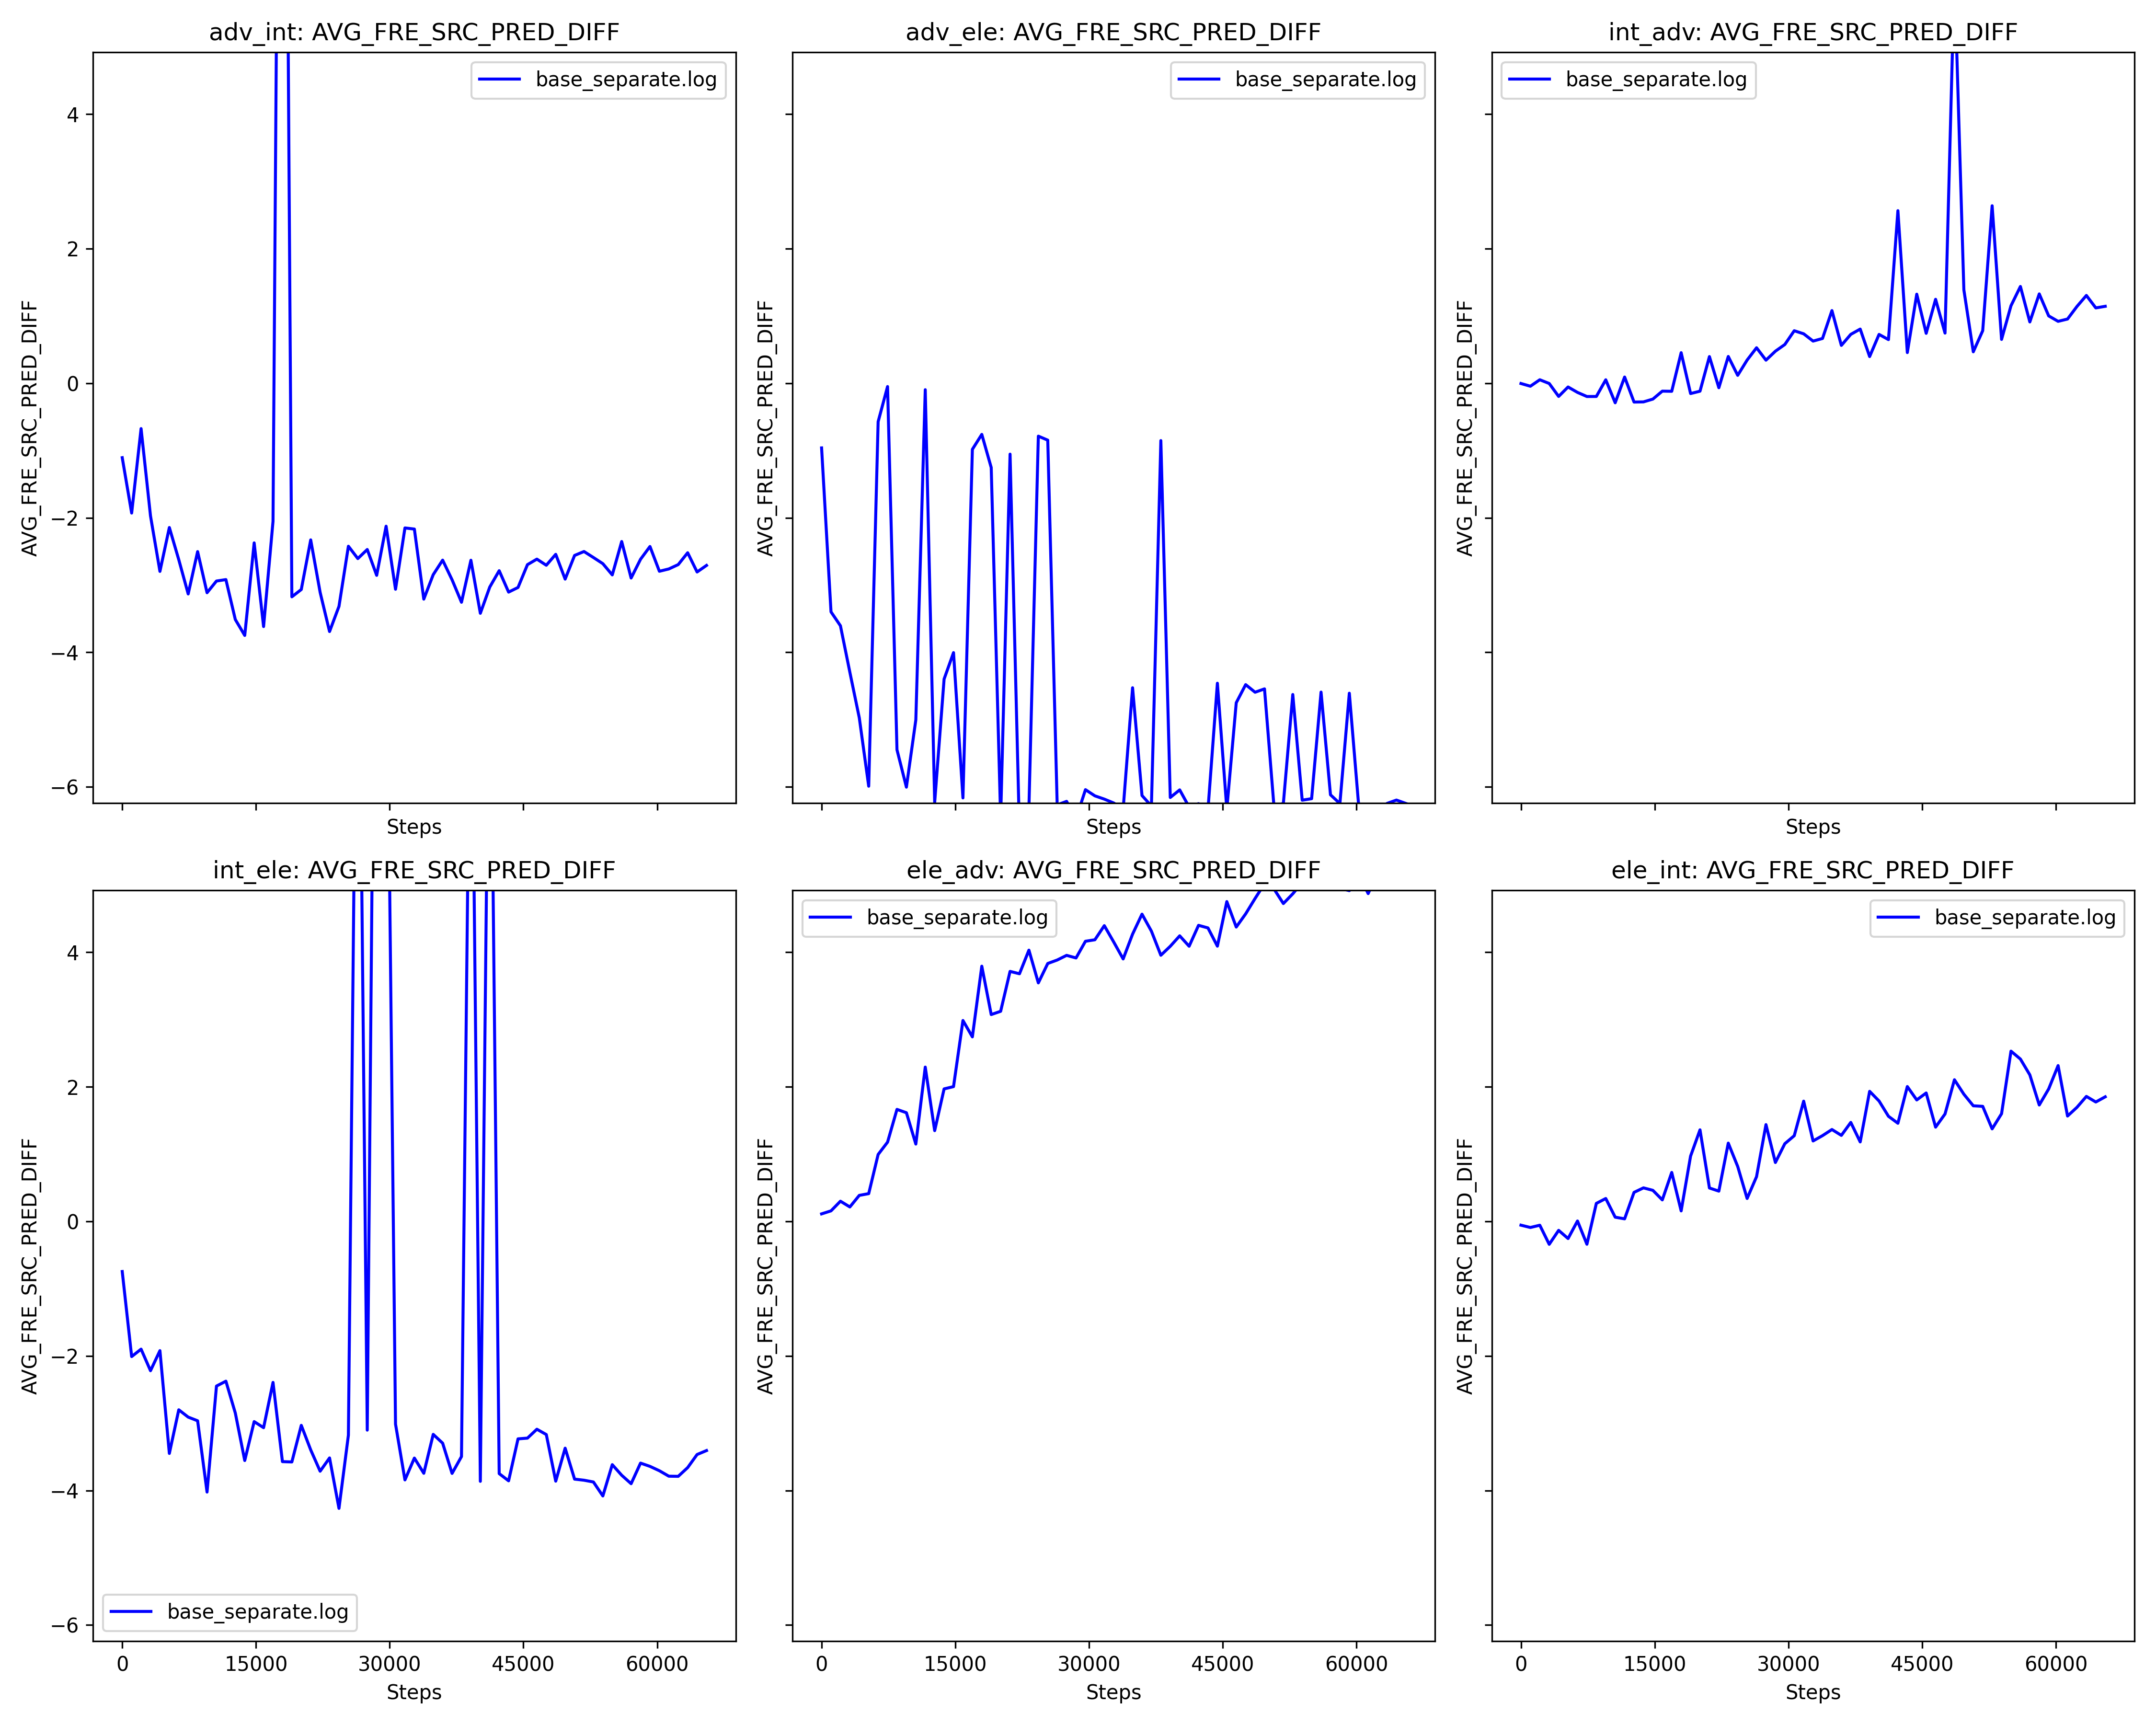 adv_int: AVG_FRE_SRC_PRED_DIFF
adv_ele: AVG_FRE_SRC_PRED_DIFF
int_adv: AVG_FRE_SRC_PRED_DIFF
base_separate.log
base_separate.log
base_separate.log
4
2
0
−2
−4
−6
AVG_FRE_SRC_PRED_DIFF
AVG_FRE_SRC_PRED_DIFF
AVG_FRE_SRC_PRED_DIFF
Steps
Steps
Steps
int_ele: AVG_FRE_SRC_PRED_DIFF
ele_adv: AVG_FRE_SRC_PRED_DIFF
ele_int: AVG_FRE_SRC_PRED_DIFF
base_separate.log
base_separate.log
base_separate.log
4
2
0
−2
−4
−6
AVG_FRE_SRC_PRED_DIFF
AVG_FRE_SRC_PRED_DIFF
AVG_FRE_SRC_PRED_DIFF
0 15000 30000 45000 60000
0 15000 30000 45000 60000
0 15000 30000 45000 60000
Steps
Steps
Steps